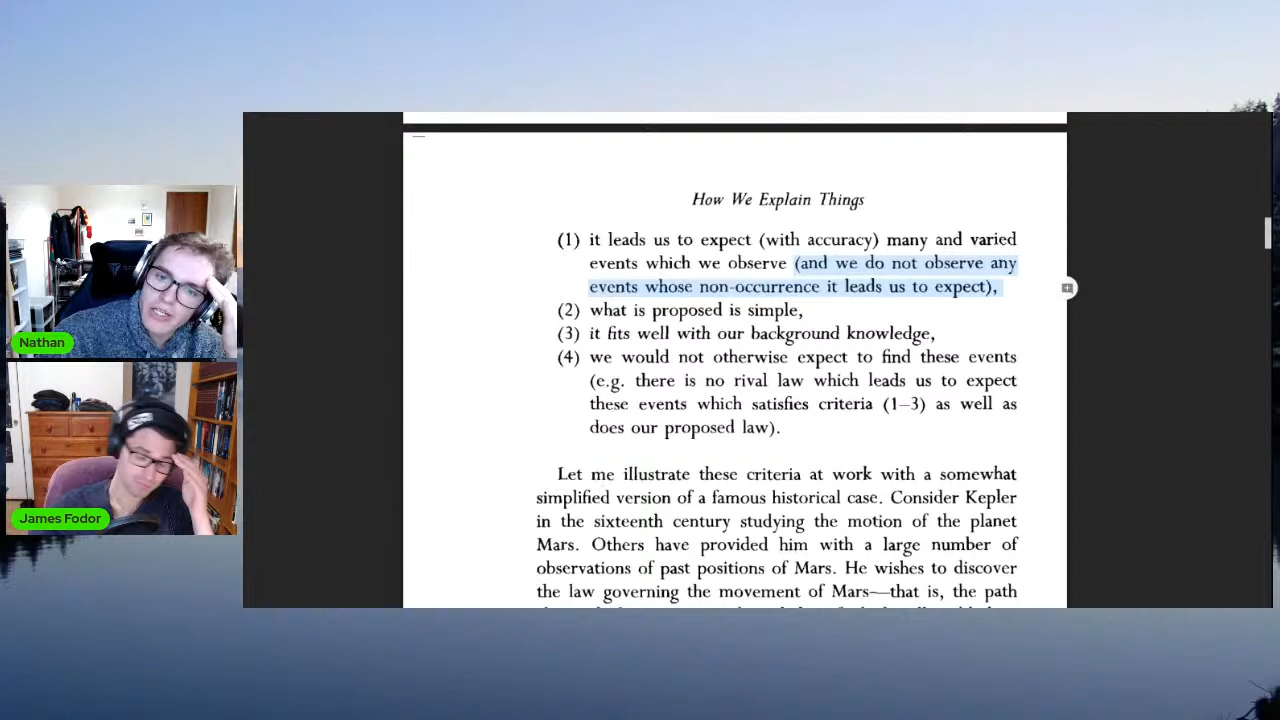 How We Explain Things
(1) it leads us to expect (with accuracy) many and varied
events which we observe (and we do not observe any
events whose non-occurrence it leads us to expect),
(2) what is proposed is simple,
(3) it fits well with our background knowledge,
(4) we would not otherwise expect to find these events
(e.g. there is no rival law which leads us to expect
these events which satisfies criteria (1–3) as well as
does our proposed law).
Let me illustrate these criteria at work with a somewhat
simplified version of a famous historical case. Consider Kepler
in the sixteenth century studying the motion of the planet
Mars. Others have provided him with a large number of
observations of past positions of Mars. He wishes to discover
the law governing the movement of Mars—that is, the path
Nathan
James Fodor